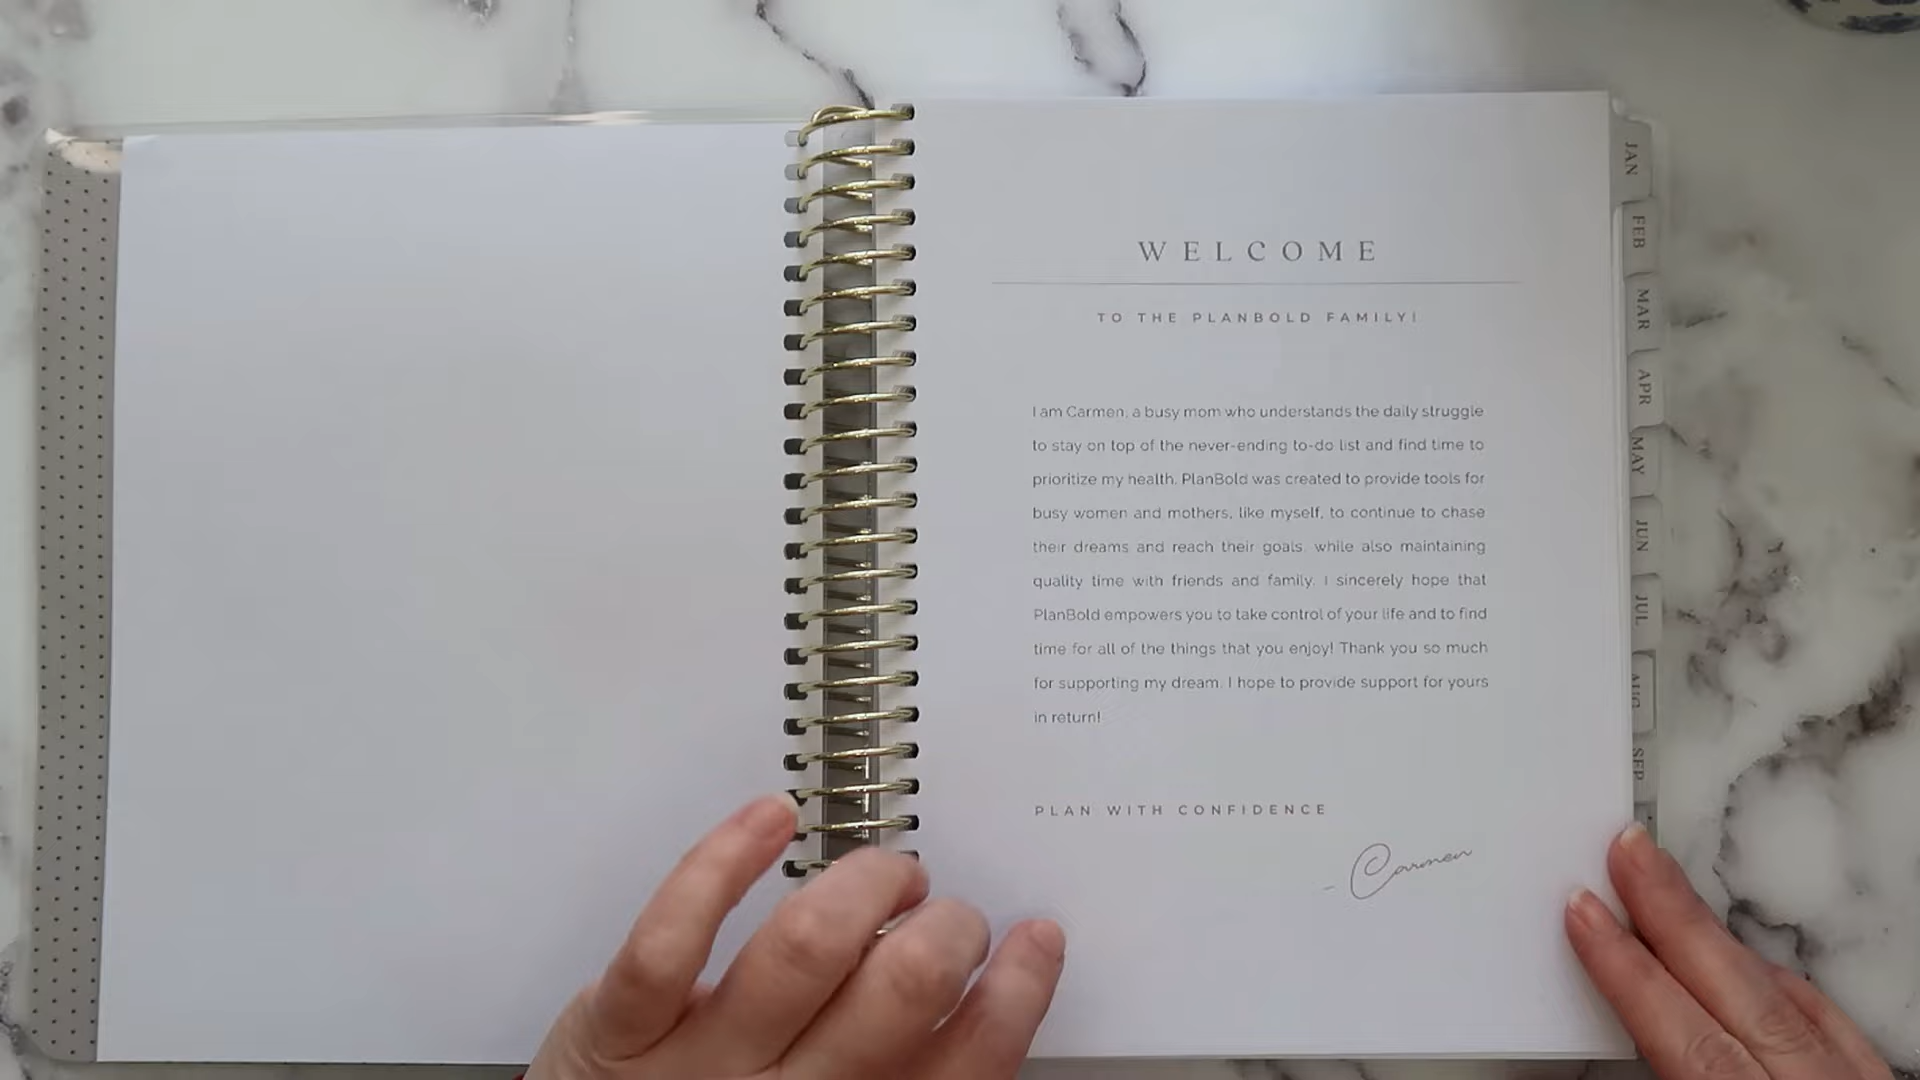 WELCOME
TO THE PLANBOLD FAMILY!
I am Carmen, a busy mom who understands the daily struggle
to stay on top of the never-ending to-do list and find time to
prioritize my health. PlanBold was created to provide tools for
busy women and mothers, like myself, to continue to chase
their dreams and reach their goals, while also maintaining
quality time with friends and family. I sincerely hope that
PlanBold empowers you to take control of your life and to find
time for all of the things that you enjoy! Thank you so much
for supporting my dream. I hope to provide support for yours
in return!
PLAN WITH CONFIDENCE
- Carmen
JAN
FEB
MAR
APR
MAY
JUN
JUL
AUG
SEP